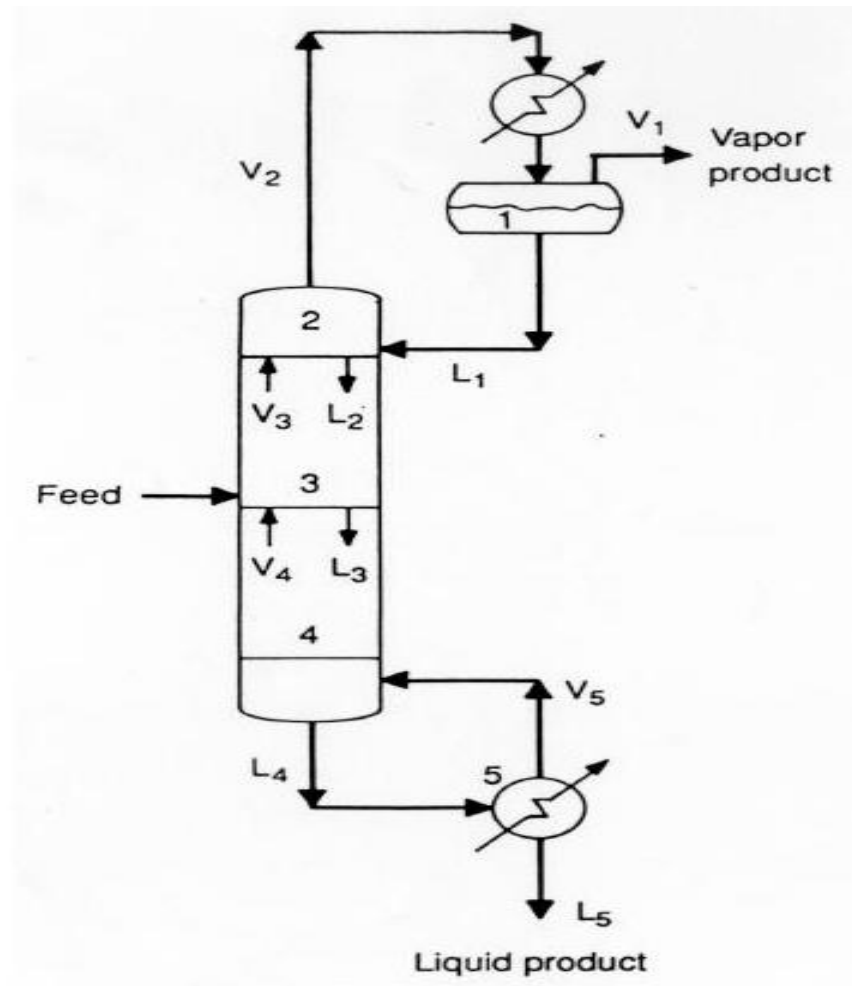 V₁
Vapor
product
V₂
1
2
L₁
V₃ L₂
Feed
3
V₄ L₃
4
V₅
L₄
5
L₅
Liquid product